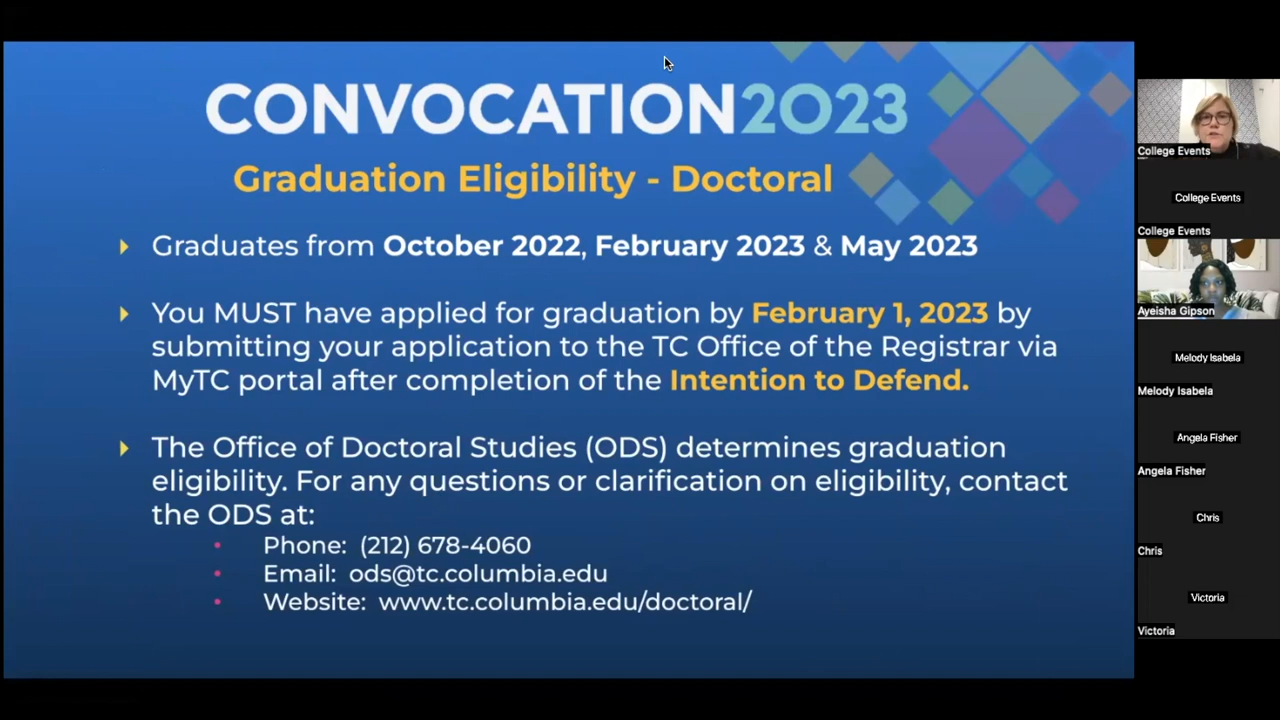 CONVOCATION2023
Graduation Eligibility - Doctoral
Graduates from October 2022, February 2023 & May 2023
You MUST have applied for graduation by February 1, 2023 by
submitting your application to the TC Office of the Registrar via
MyTC portal after completion of the Intention to Defend.
The Office of Doctoral Studies (ODS) determines graduation
eligibility. For any questions or clarification on eligibility, contact
the ODS at:
Phone: (212) 678-4060
Email: ods@tc.columbia.edu
Website: www.tc.columbia.edu/doctoral/
College Events
College Events
College Events
Ayeisha Gipson
Melody Isabela
Melody Isabela
Angela Fisher
Angela Fisher
Chris
Chris
Victoria
Victoria